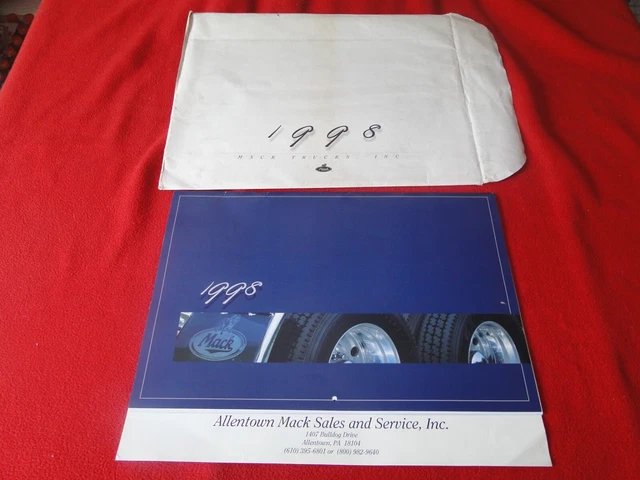 1998
MACK TRUCKS, INC.
Mack
1998
Mack
Allentown Mack Sales and Service, Inc.
1407 Bulldog Drive
Allentown, PA 18104
(610) 395-6801 or (800) 982-9640